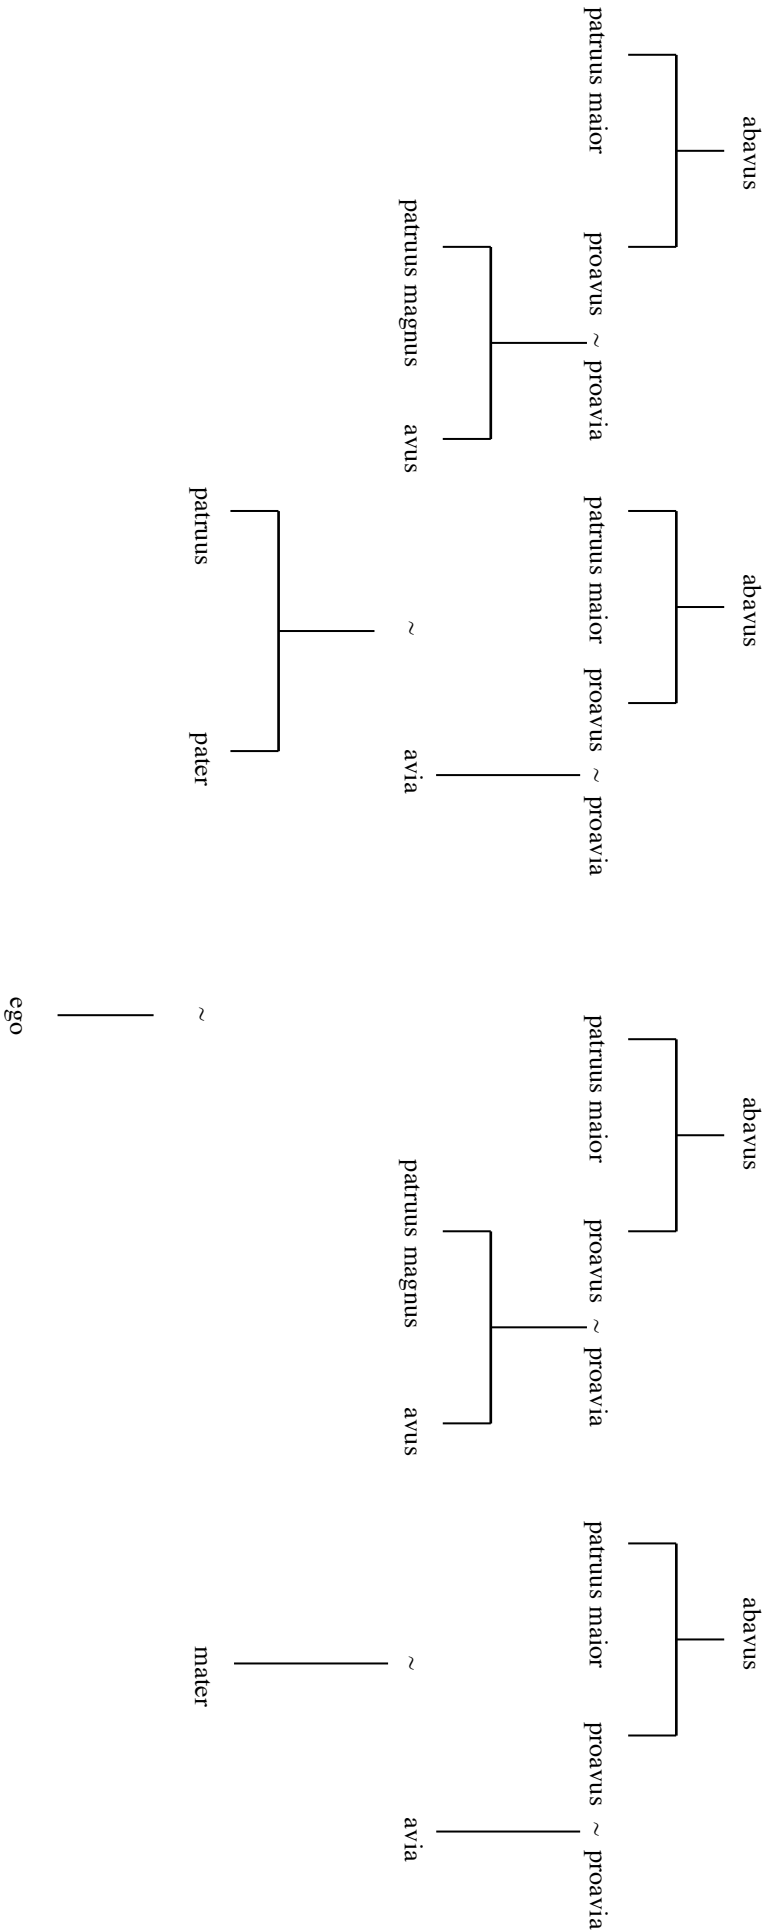 abavus abavus abavus abavus
patruus maior proavus ~ proavia patruus maior proavus ~ proavia patruus maior proavus ~ proavia patruus maior proavus ~ proavia
patruus magnus avus ~ avia patruus magnus avus ~ avia
patruus pater ~ mater
ego